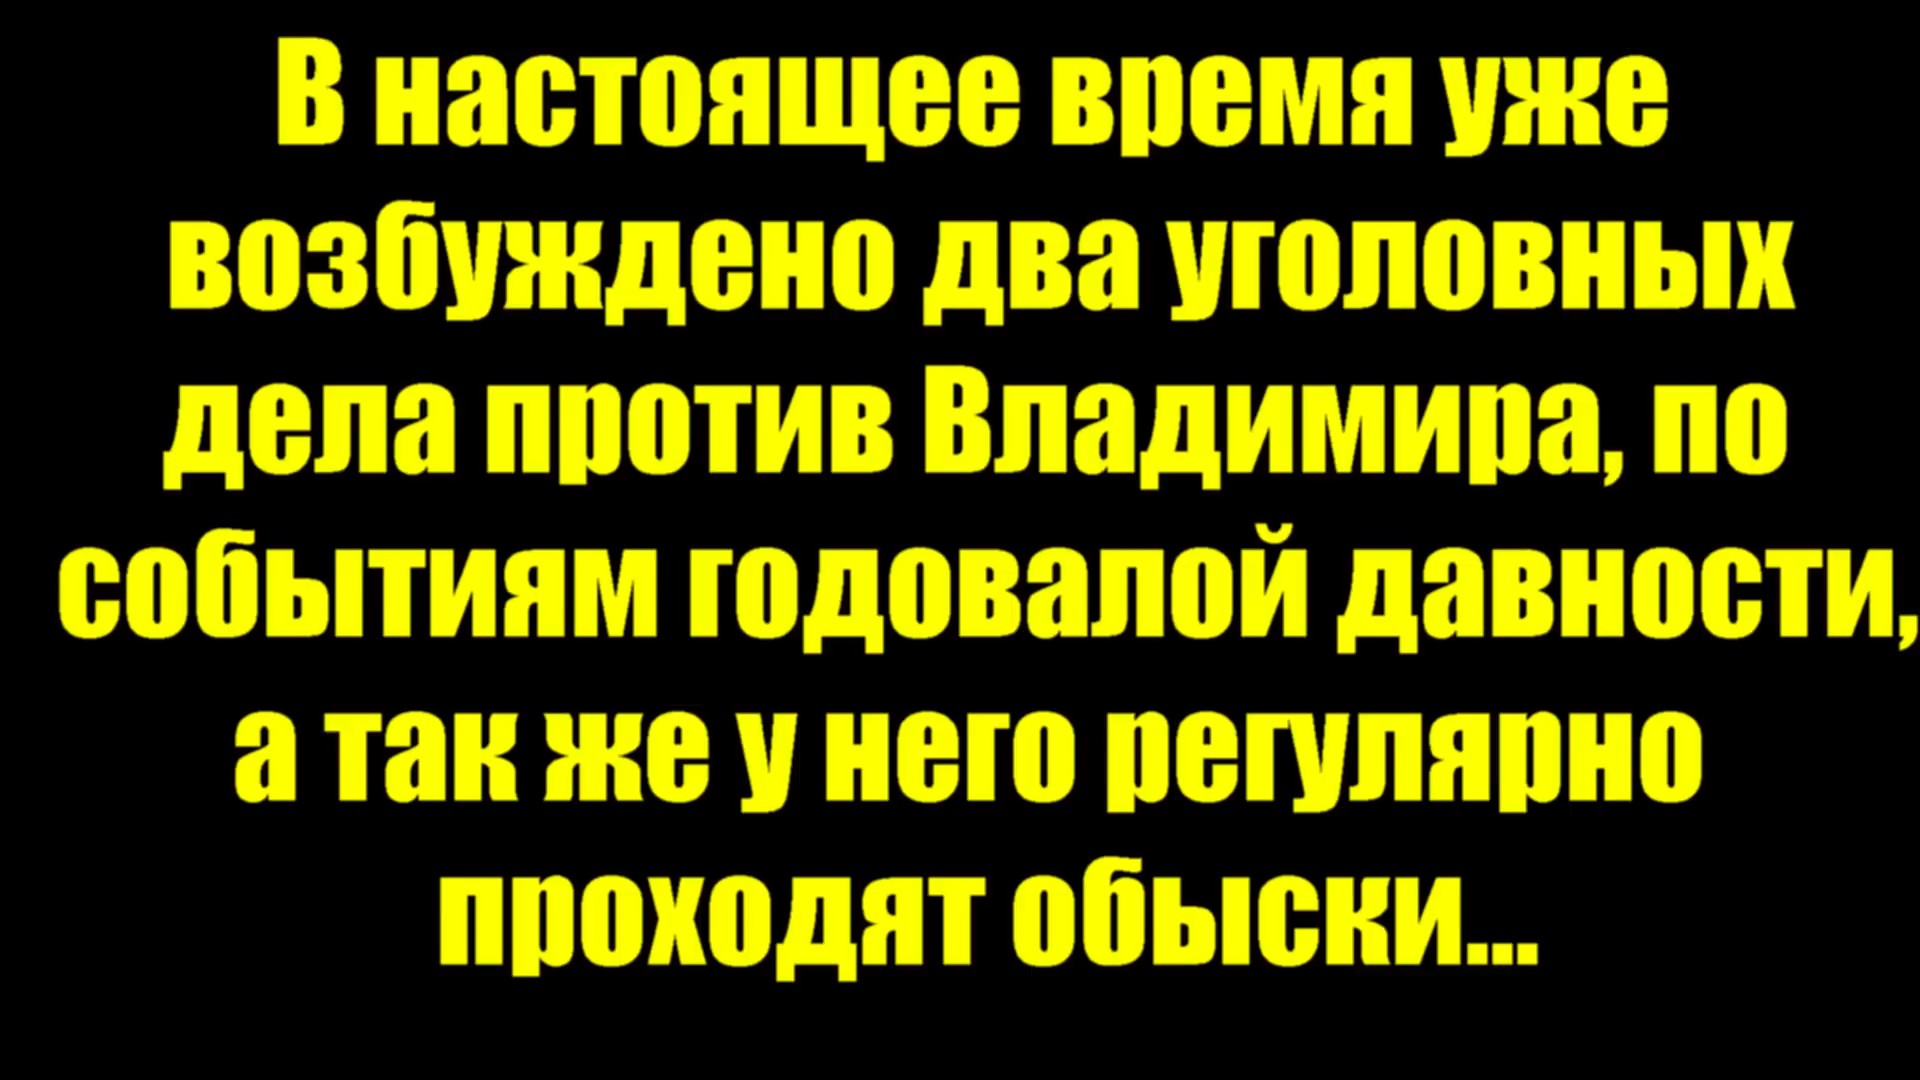 В настоящее время уже
возбуждено два уголовных
дела против Владимира, по
событиям годовалой давности,
а так же у него регулярно
проходят обыски...